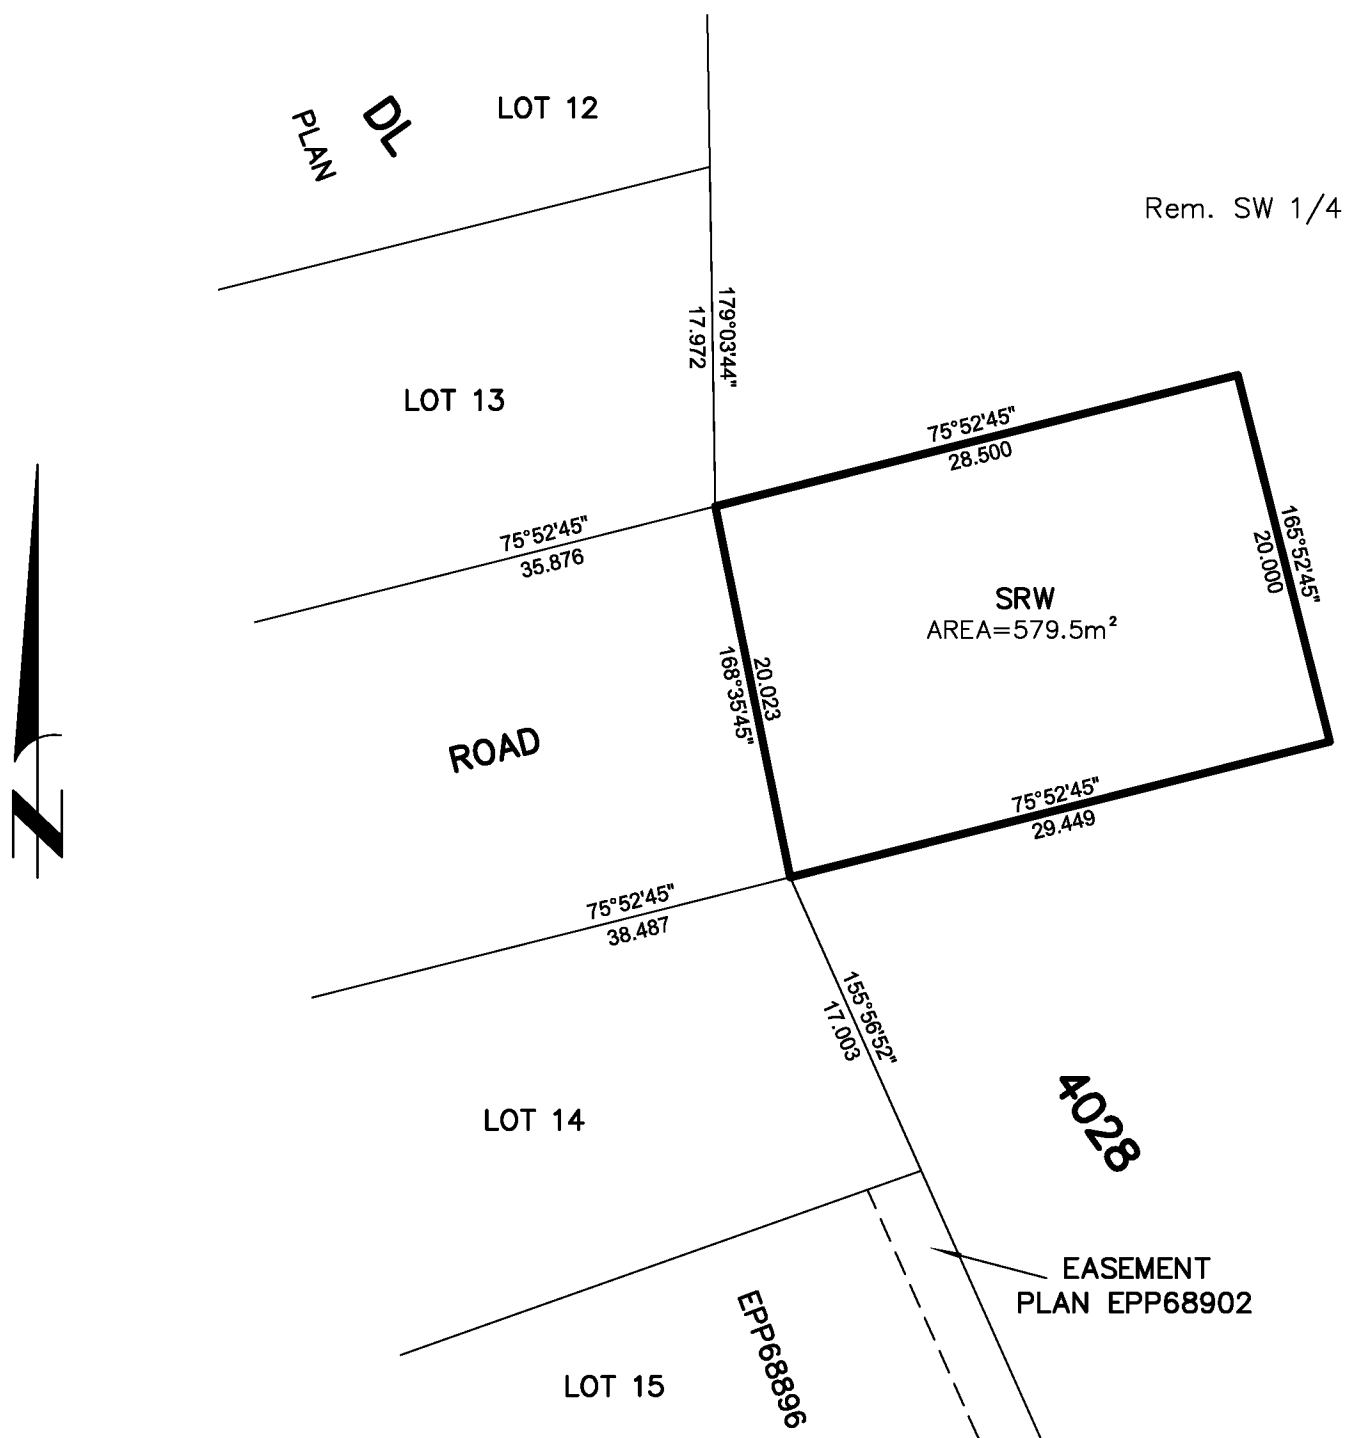 LOT 12
DL
PLAN
Rem. SW 1/4
179°03'44"
17.972
LOT 13
75°52'45"
28.500
75°52'45"
35.876
165°52'45"
20.000
SRW
AREA=579.5m²
20.023
168°35'45"
ROAD
75°52'45"
29.449
N
75°52'45"
38.487
155°56'52"
17.003
LOT 14
4028
EASEMENT
PLAN EPP68902
EPP68896
LOT 15